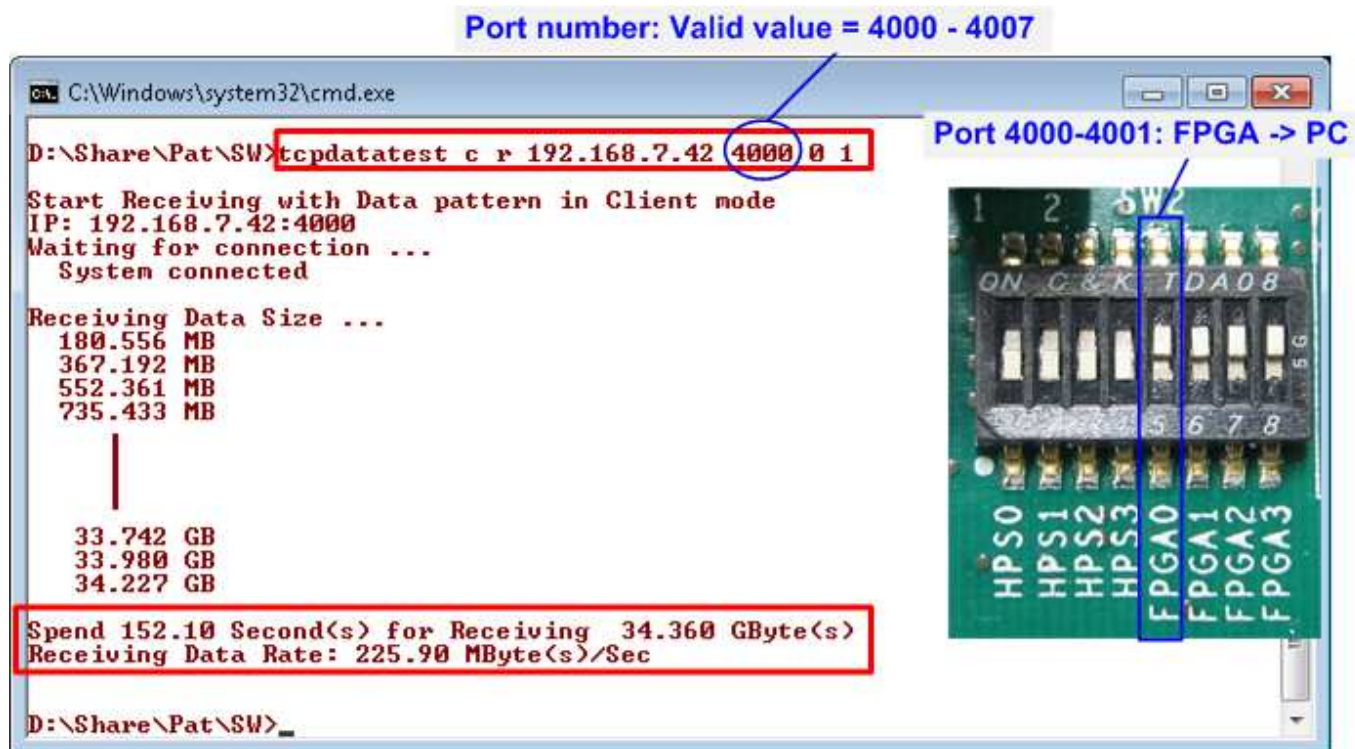 Port number: Valid value = 4000 - 4007
C:\Windows\system32\cmd.exe
D:\Share\Pat\SW>tcpdatatest c r 192.168.7.42 4000 0 1
Start Receiving with Data pattern in Client mode
IP: 192.168.7.42:4000
Waiting for connection ...
System connected
Receiving Data Size ...
180.556 MB
367.192 MB
552.361 MB
735.433 MB
33.742 GB
33.980 GB
34.227 GB
Spend 152.10 Second(s) for Receiving 34.360 GByte(s)
Receiving Data Rate: 225.90 MByte(s)/Sec
D:\Share\Pat\SW>_
Port 4000-4001: FPGA -> PC
1 2 SW2
ON C & K TDA08
5 6 7 8
HPS0
HPS1
HPS2
HPS3
FPGA0
FPGA1
FPGA2
FPGA3